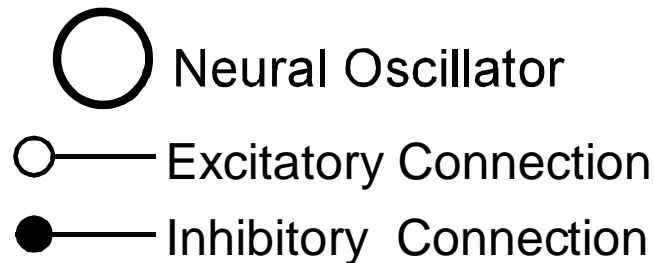 Neural Oscillator
Excitatory Connection
Inhibitory Connection